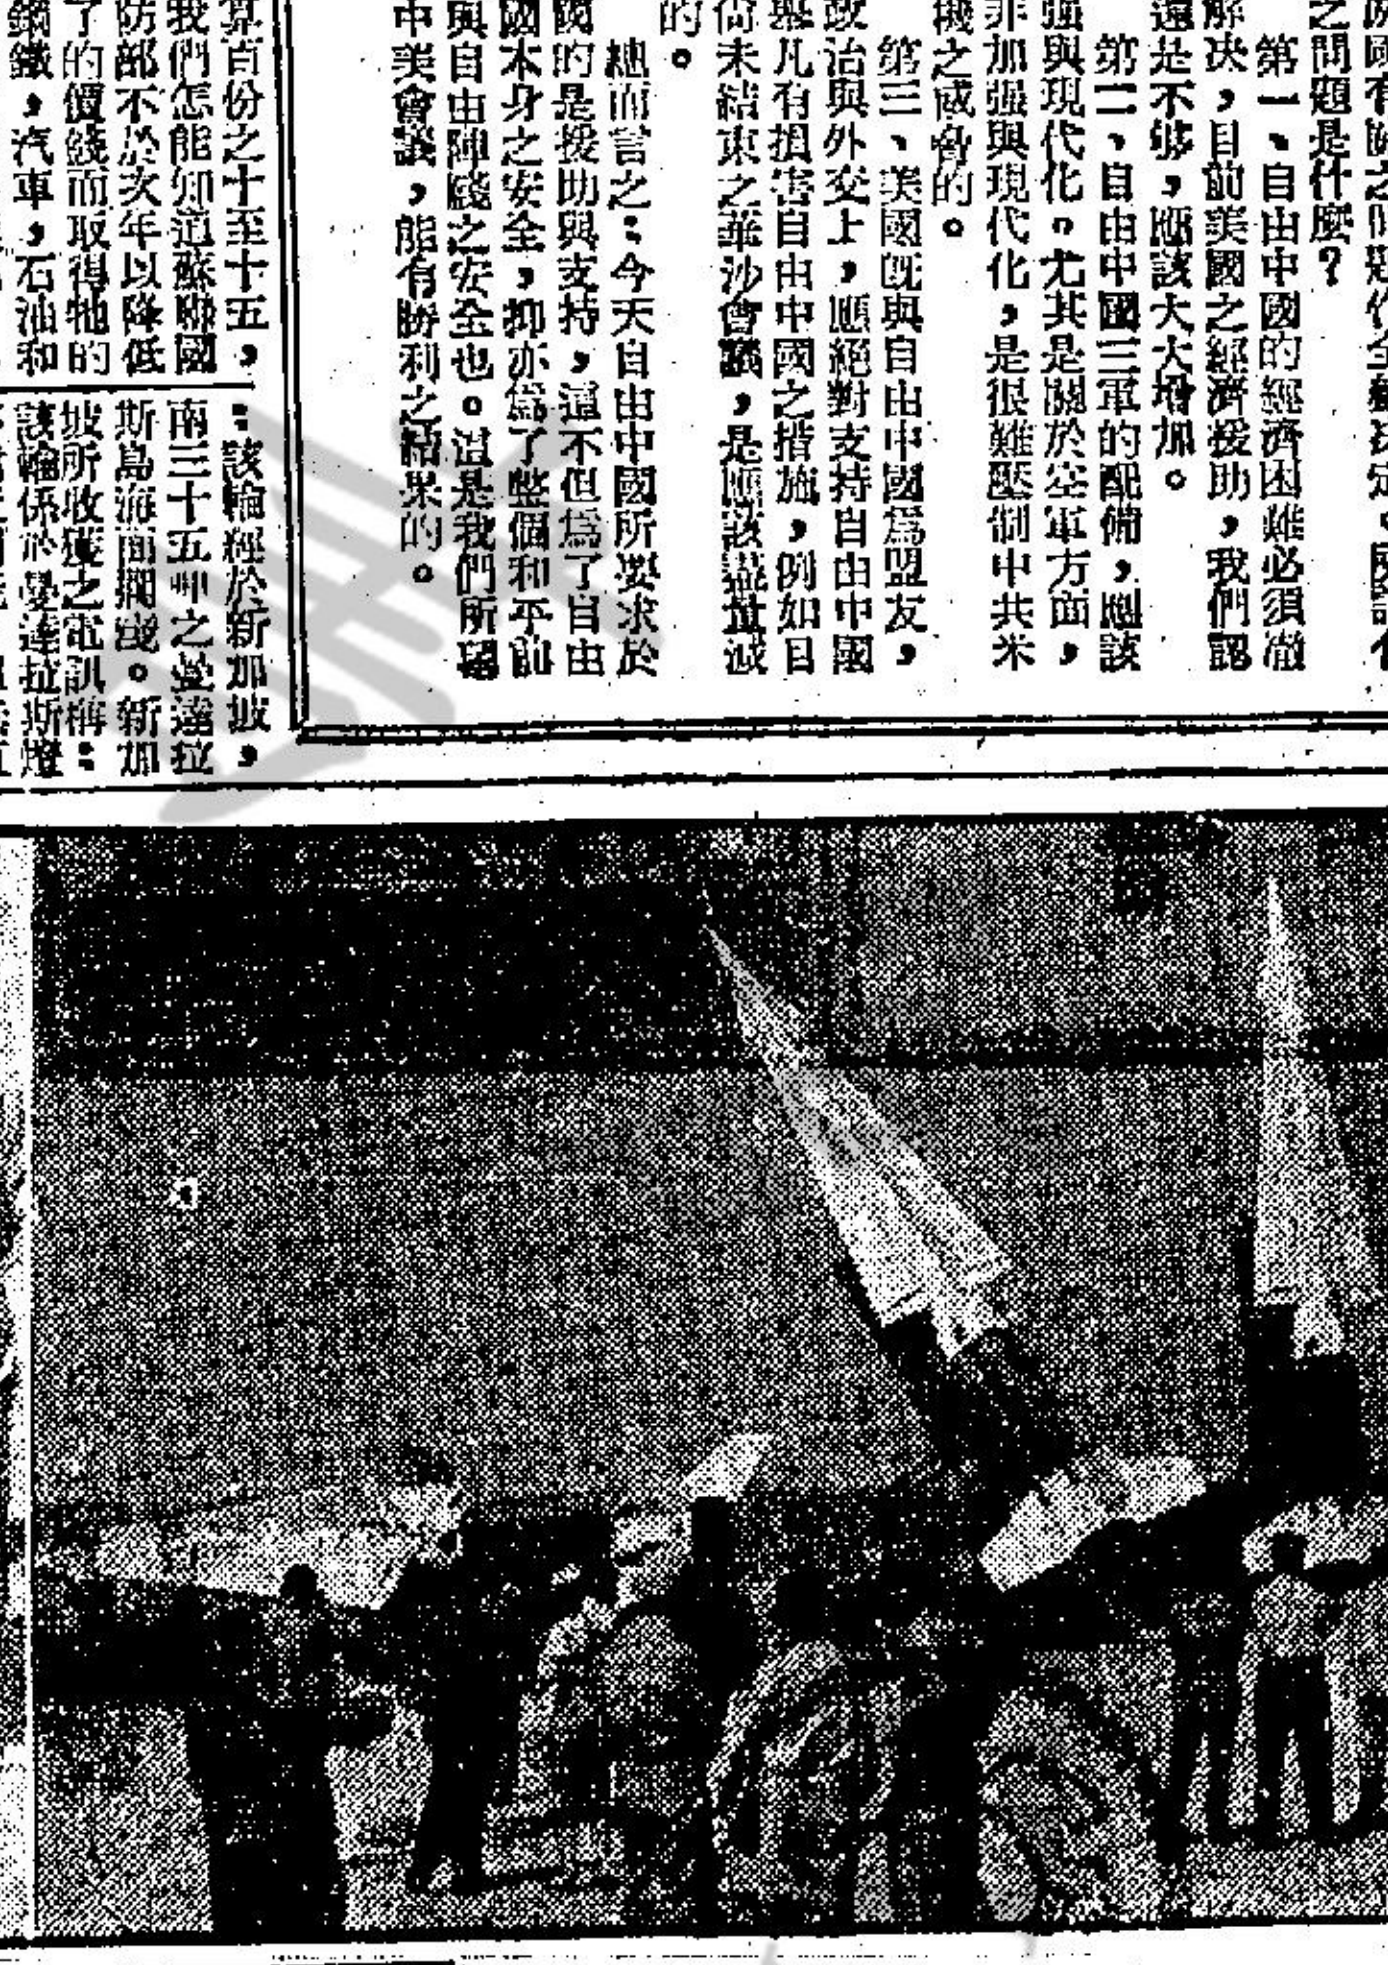 之問題是什麼？
第一、自由中國的經濟困難必須
解决，目前美國之經濟援助，我們認
還是不够，應該大大增加。
第二、自由中國三軍的配備，應該
强與現代化。尤其是關於空軍方面，
非加强與現代化，是很難壓制中共米
機之威脅的。
第三、美國既與自由中國爲盟友，
政治與外交上，應絕對支持自由中國
凡有損害自由中國之措施，例如目
尚未結束之華沙會議，是應該
的。
總而言之：今天自由中國所要求於
國的是援助與支持，這不但爲了自由
國本身之安全，抑亦爲了整個和平
與自由陣綫之安全也。這是我們所
中美會議，能有勝利之結果的。
算百份之十至十五，
我們怎能知道蘇聯國
防部不於次年以降低
了的價綫而取得牠的
鋼鐵，汽車，石油和
：該輪經於新加坡，
南三十五之曼達拉
斯島海面擱淺。新加
坡所收獲之電訊稱：
該輪係於曼達拉斯燈